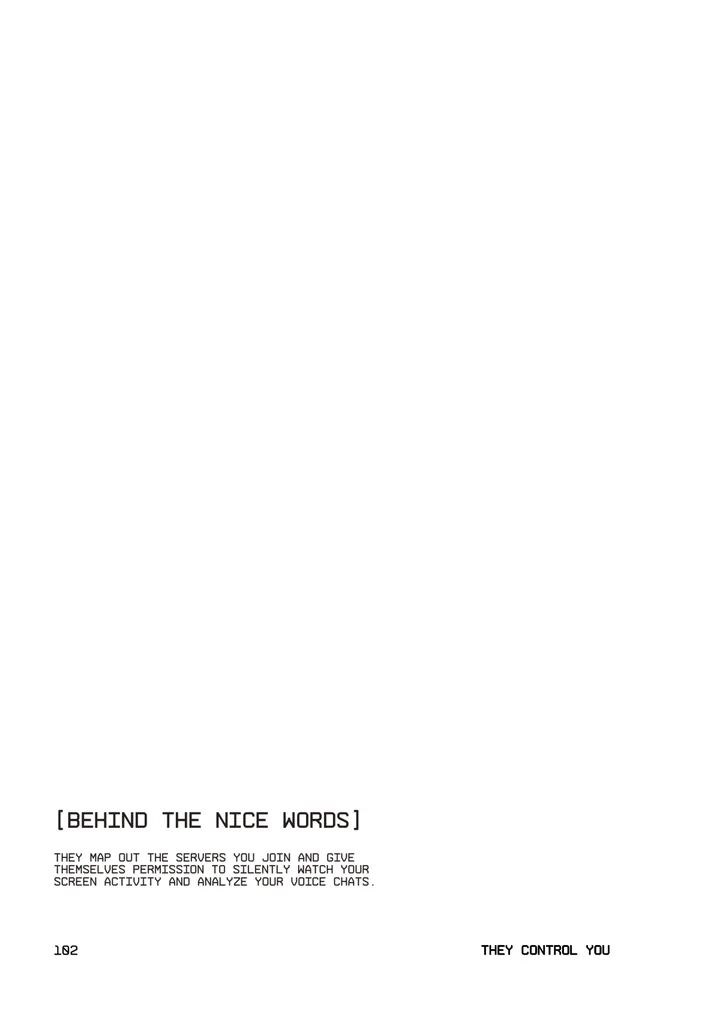 [BEHIND THE NICE WORDS]
THEY MAP OUT THE SERVERS YOU JOIN AND GIVE
THEMSELVES PERMISSION TO SILENTLY WATCH YOUR
SCREEN ACTIVITY AND ANALYZE YOUR VOICE CHATS.
102
THEY CONTROL YOU